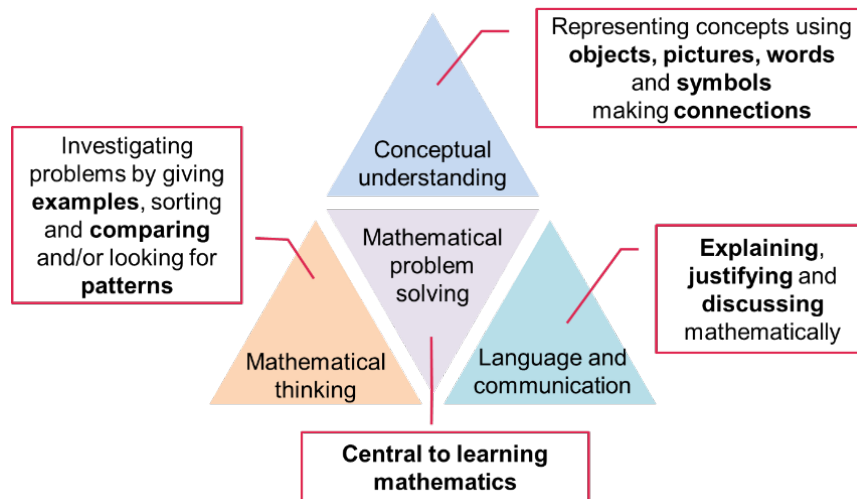 Representing concepts using
objects, pictures, words
and symbols
making connections
Conceptual
understanding
Investigating
problems by giving
examples, sorting
and comparing
and/or looking for
patterns
Mathematical
problem
solving
Explaining,
justifying and
discussing
mathematically
Mathematical
thinking
Language and
communication
Central to learning
mathematics